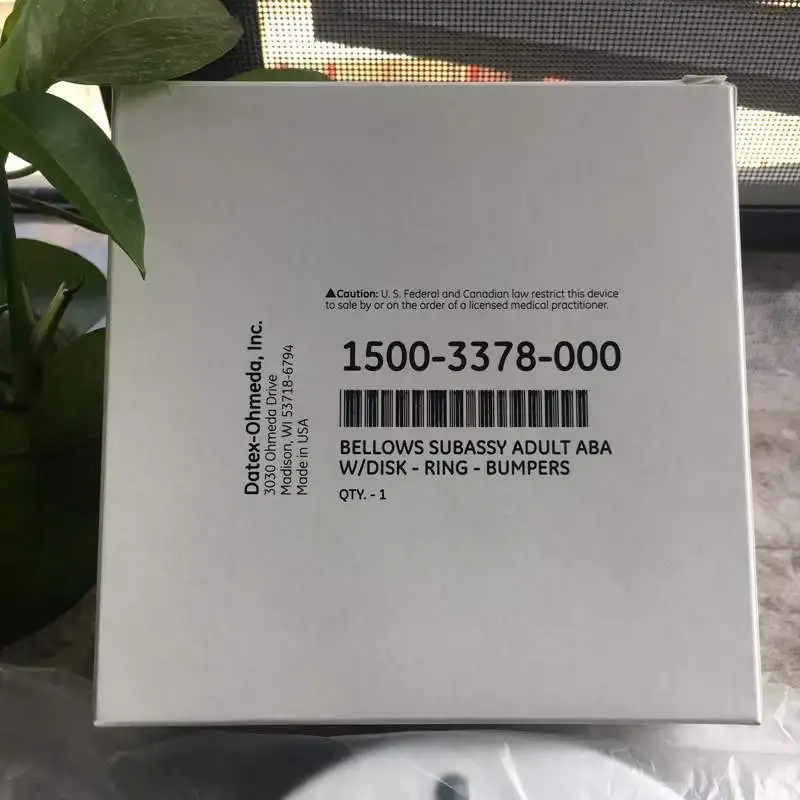 ▲Caution: U. S. Federal and Canadian law restrict this device
to sale by or on the order of a licensed medical practitioner.
1500-3378-000
BELLOWS SUBASSY ADULT ABA
W/DISK - RING - BUMPERS
QTY. - 1
Datex-Ohmeda, Inc.
3030 Ohmeda Drive
Madison, WI 53718-6794
Made in USA